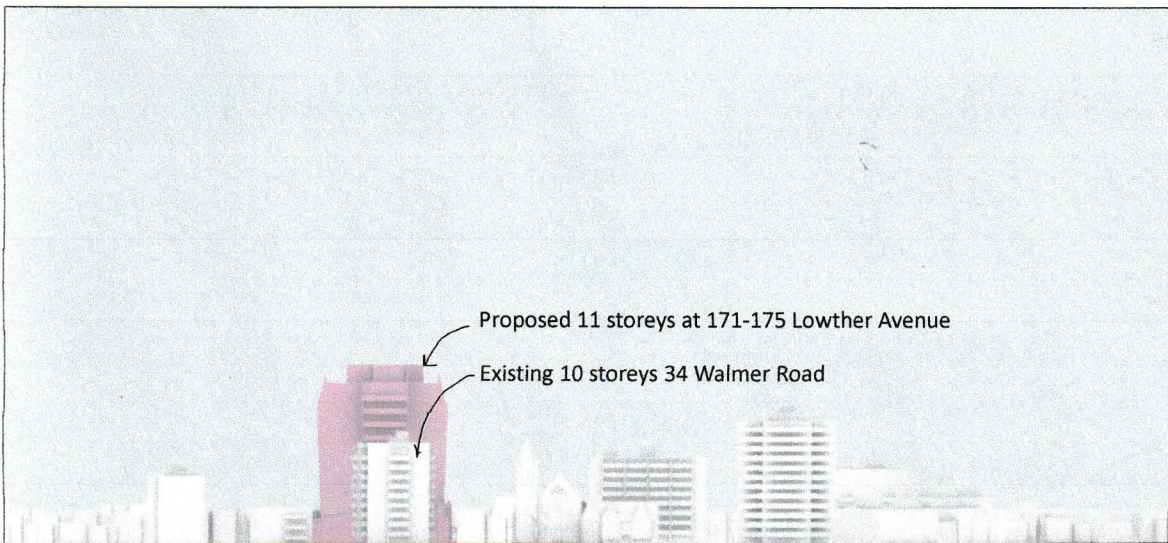 Proposed 11 storeys at 171-175 Lowther Avenue
Existing 10 storeys 34 Walmer Road